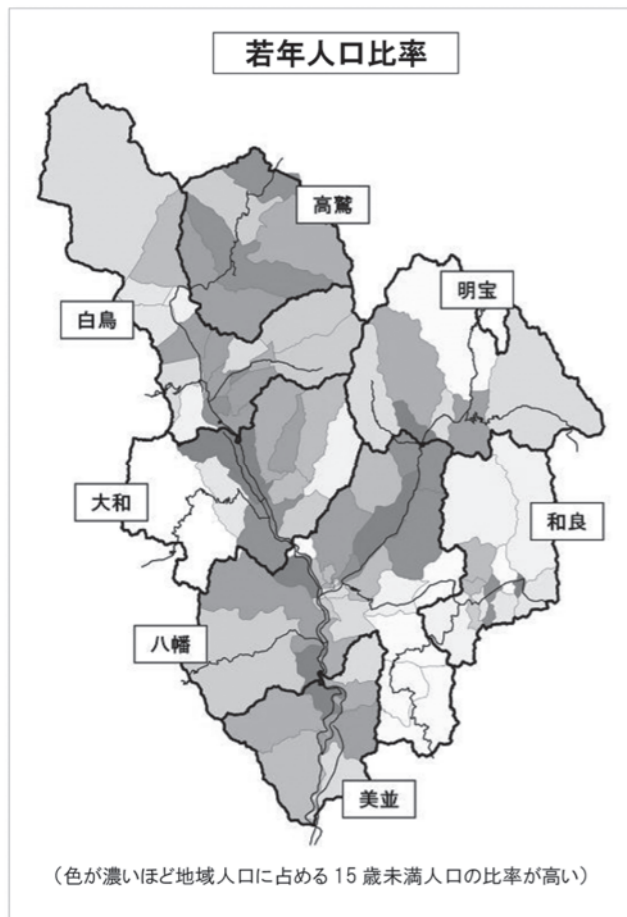 若年人口比率
高鷲
明宝
白鳥
大和
和良
八幡
美並
（色が濃いほど地域人口に占める 15 歳未満人口の比率が高い）